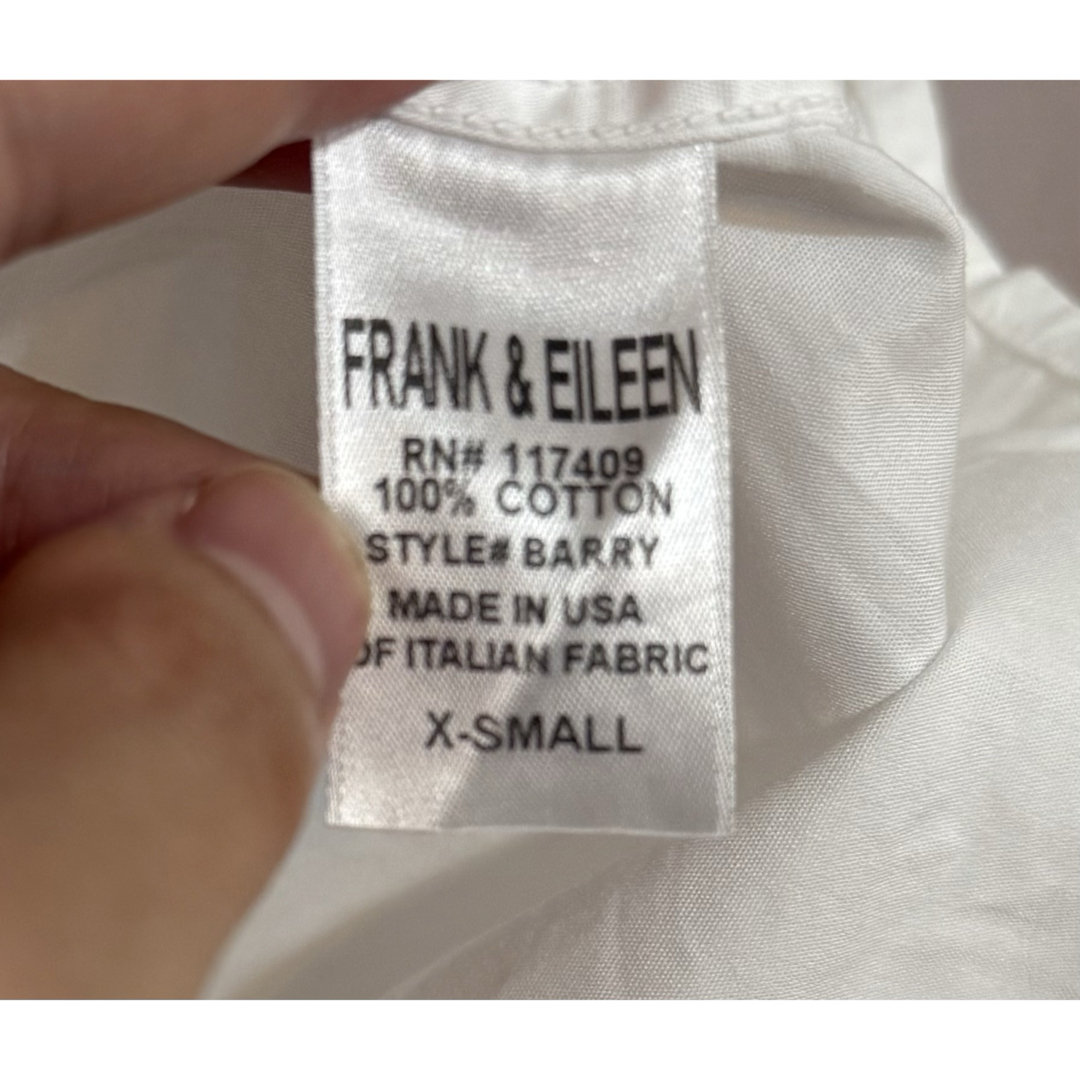 FRANK & EILEEN
RN# 117409
100% COTTON
STYLE# BARRY
MADE IN USA
OF ITALIAN FABRIC
X-SMALL